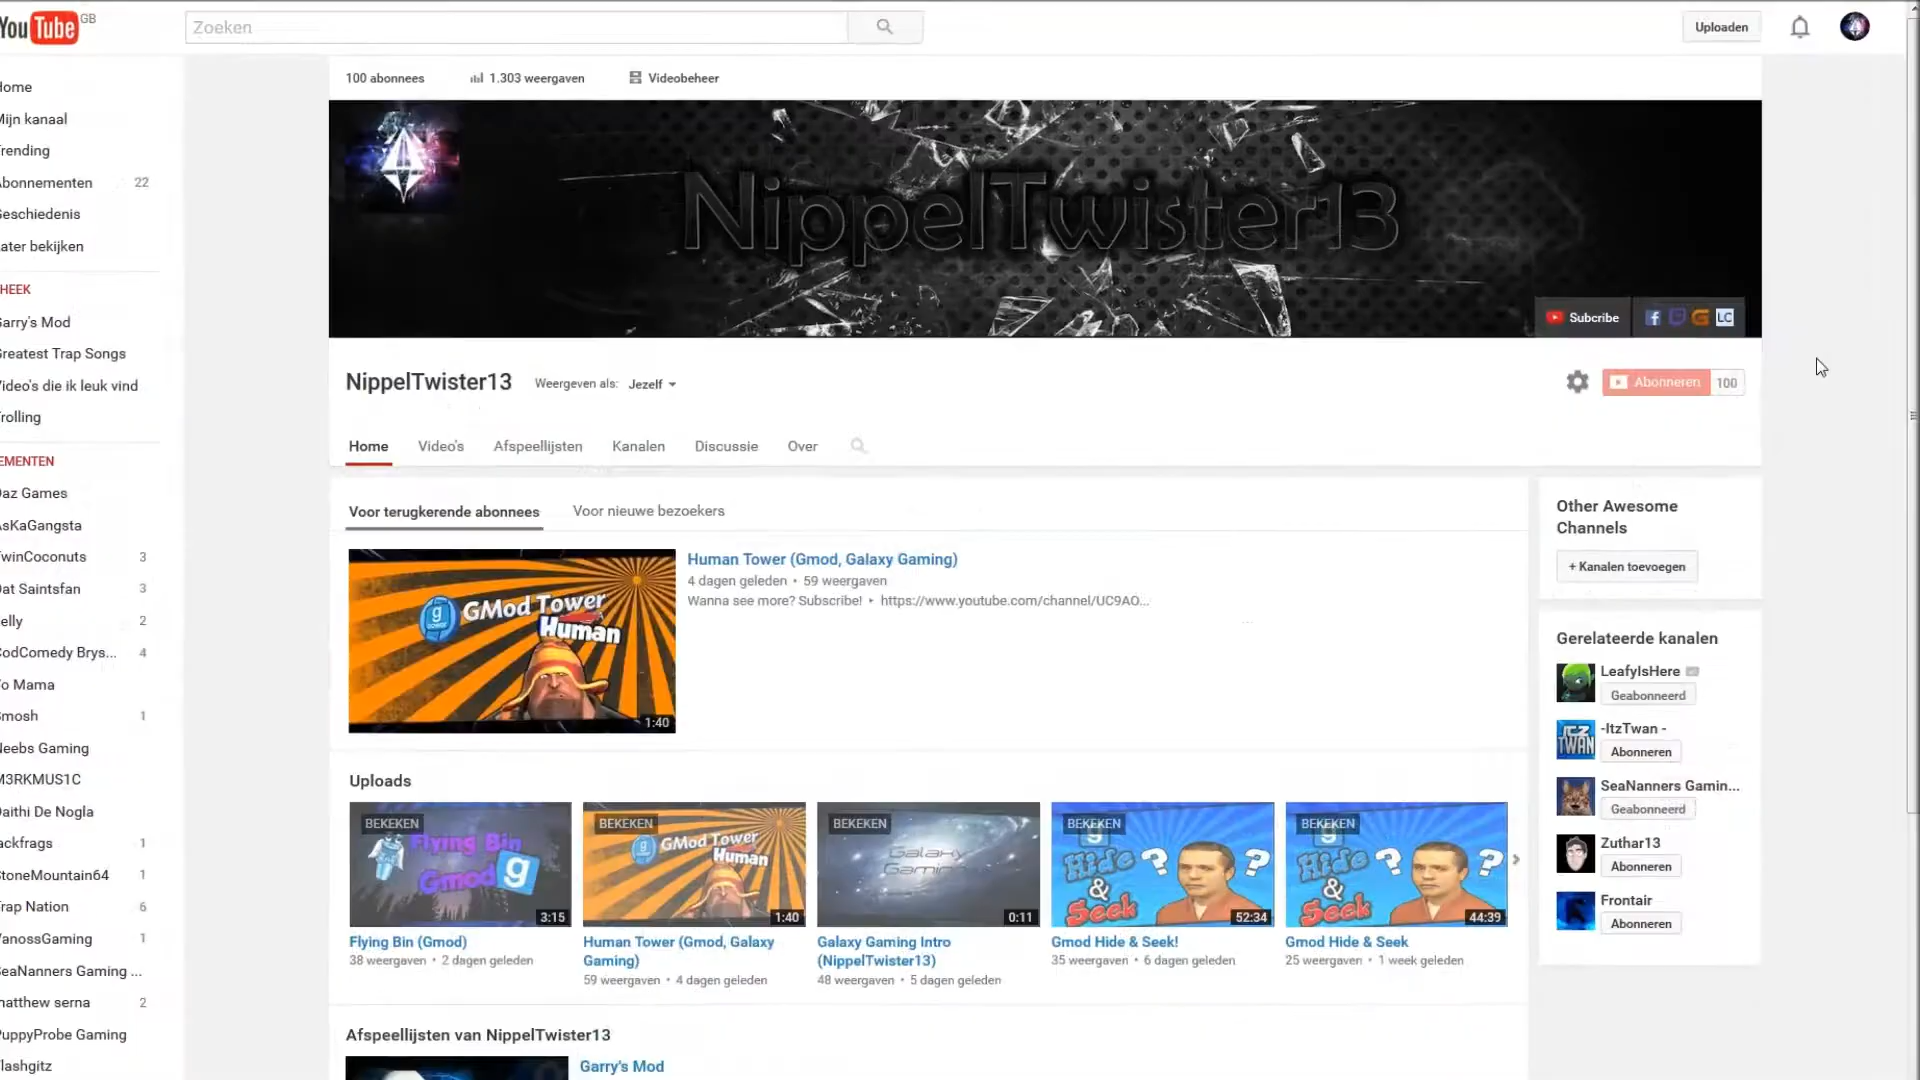 YouTube GB
Zoeken
Uploaden
100 abonnees
1.303 weergaven
Videobeheer
NippelTwister13
Subcribe
LC
NippelTwister13
Weergeven als: Jezelf
Abonneren 100
Home
Video's
Afspeellijsten
Kanalen
Discussie
Over
ome
ijn kanaal
rending
bonnementen 22
eschiedenis
ater bekijken
HEEK
arry's Mod
reatest Trap Songs
ideo's die ik leuk vind
rolling
EMENTEN
az Games
sKaGangsta
winCoconuts 3
at Saintsfan 3
elly 2
odComedy Brys... 4
o Mama
mosh 1
eebs Gaming
M3RKMUS1C
aithi De Nogla
ackfrags 1
toneMountain64 1
rap Nation 6
anossGaming 1
eaNanners Gaming ...
matthew serna 2
uppyProbe Gaming
lashgitz
Voor terugkerende abonnees
Voor nieuwe bezoekers
g
GMod Tower
Human
1:40
Human Tower (Gmod, Galaxy Gaming)
4 dagen geleden • 59 weergaven
Wanna see more? Subscribe! • https://www.youtube.com/channel/UC9AO...
Uploads
BEKEKEN
Flying Bin
Gmod
g
3:15
Flying Bin (Gmod)
38 weergaven • 2 dagen geleden
BEKEKEN
g
GMod Tower
Human
1:40
Human Tower (Gmod, Galaxy
Gaming)
59 weergaven • 4 dagen geleden
BEKEKEN
Galaxy
Gaming
0:11
Galaxy Gaming Intro
(NippelTwister13)
48 weergaven • 5 dagen geleden
BEKEKEN
g
Hide ? ?
&
Seek
52:34
Gmod Hide & Seek!
35 weergaven • 6 dagen geleden
BEKEKEN
g
Hide ? ?
&
Seek
44:39
Gmod Hide & Seek
25 weergaven • 1 week geleden
Afspeellijsten van NippelTwister13
Garry's Mod
Other Awesome
Channels
+ Kanalen toevoegen
Gerelateerde kanalen
LeafyIsHere
Geabonneerd
ITZ
TWAN
-ItzTwan -
Abonneren
SeaNanners Gamin...
Geabonneerd
Zuthar13
Abonneren
Frontair
Abonneren